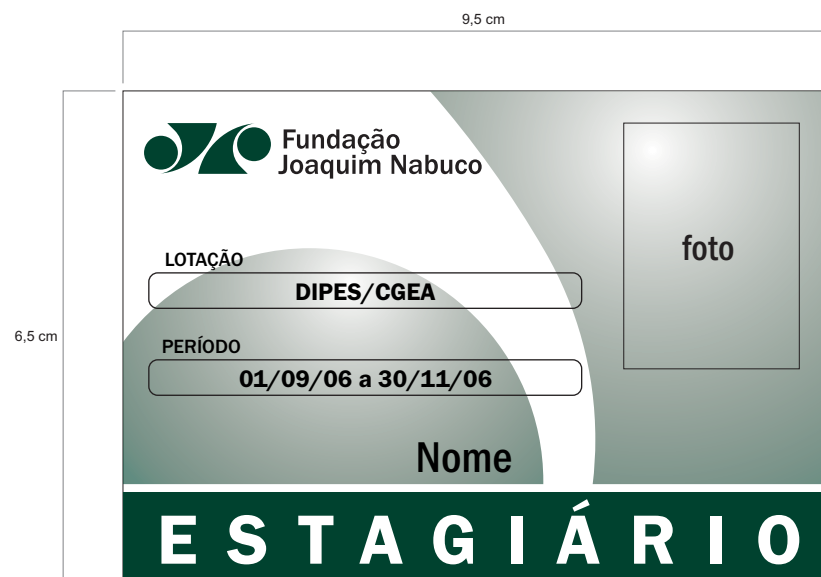 9,5 cm
Fundação
Joaquim Nabuco
foto
LOTAÇÃO
DIPES/CGEA
6,5 cm
PERÍODO
01/09/06 a 30/11/06
Nome
ESTAGIÁRIO